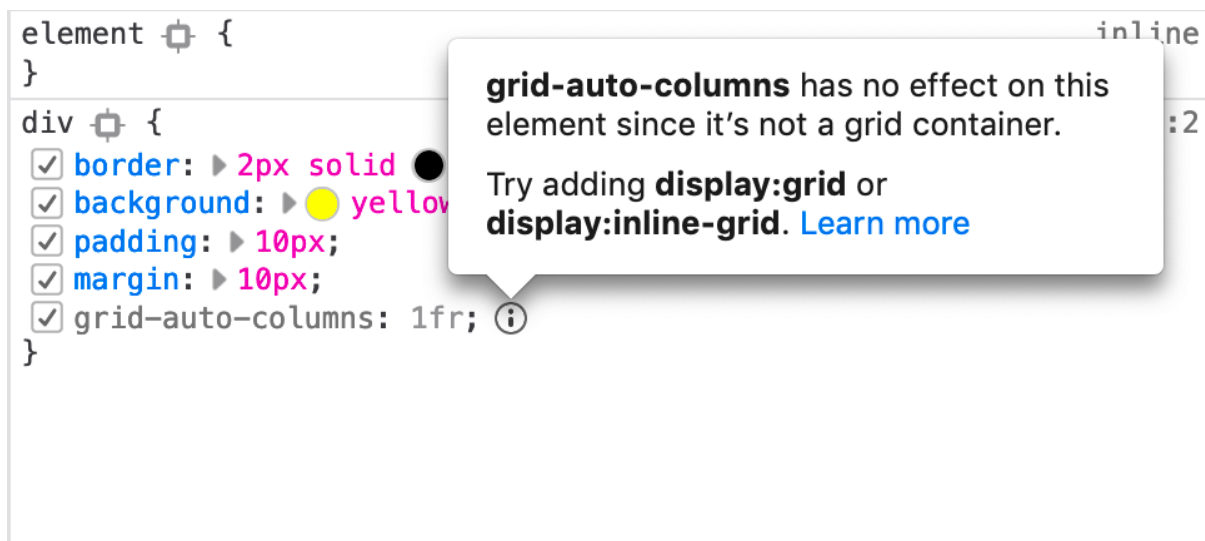 element {
inline
}
div {
:2
border: 2px solid
background: yellow
padding: 10px;
margin: 10px;
grid-auto-columns: 1fr;
}
grid-auto-columns has no effect on this
element since it’s not a grid container.
Try adding display:grid or
display:inline-grid. Learn more